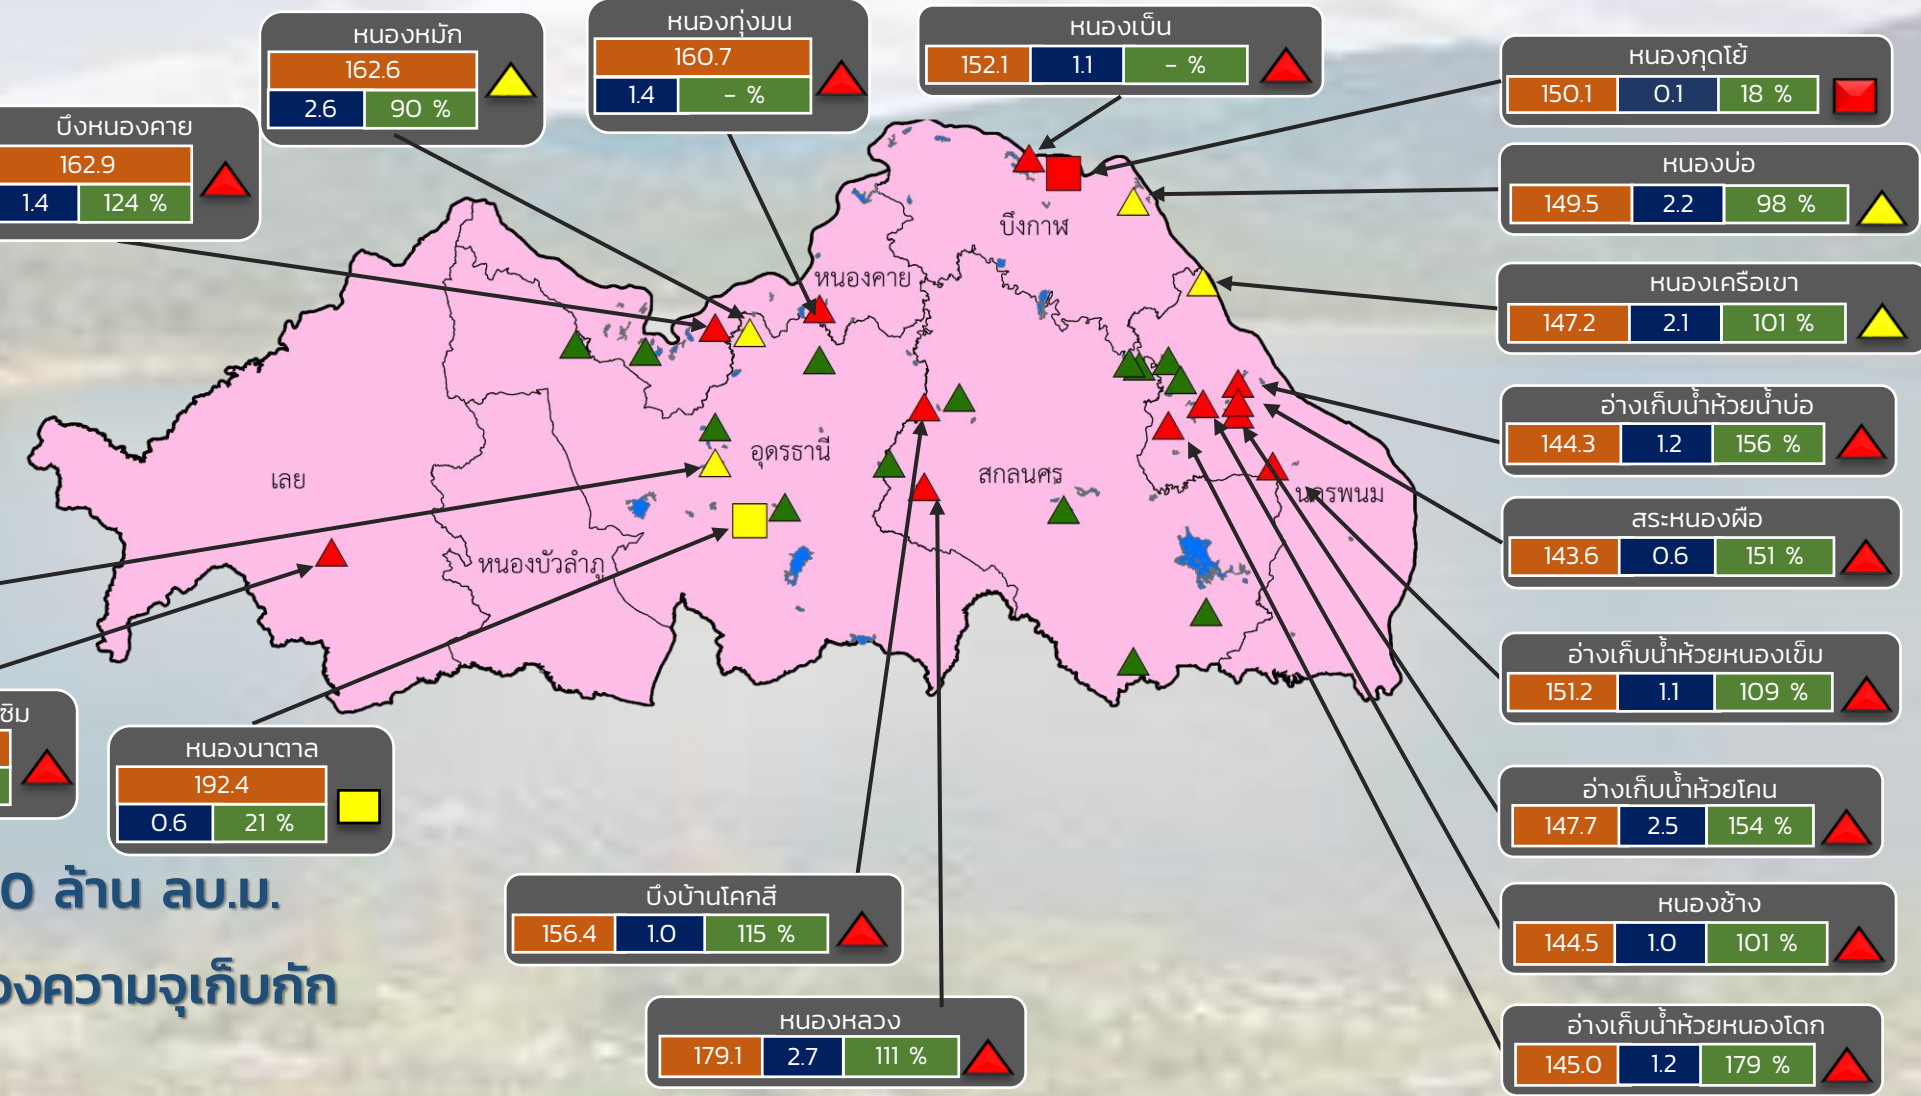 หนองหมัก
162.6
2.6 90 %
หนองทุ่งมน
160.7
1.4 - %
หนองเบ็น
152.1 1.1 - %
หนองกุดโย้
150.1 0.1 18 %
บึงหนองคาย
162.9
1.4 124 %
หนองบ่อ
149.5 2.2 98 %
หนองเครือเขา
147.2 2.1 101 %
อ่างเก็บน้ำห้วยน้ำบ่อ
144.3 1.2 156 %
สระหนองผือ
143.6 0.6 151 %
อ่างเก็บน้ำห้วยหนองเข็ม
151.2 1.1 109 %
อ่างเก็บน้ำห้วยโคน
147.7 2.5 154 %
หนองช้าง
144.5 1.0 101 %
อ่างเก็บน้ำห้วยหนองโดก
145.0 1.2 179 %
บึงกาฬ
หนองคาย
อุดรธานี
เลย
สกลนคร
นครพนม
หนองบัวลำภู
ซิม
หนองนาตาล
192.4
0.6 21 %
0 ล้าน ลบ.ม.
องความจุเก็บกัก
บึงบ้านโคกสี
156.4 1.0 115 %
หนองหลวง
179.1 2.7 111 %